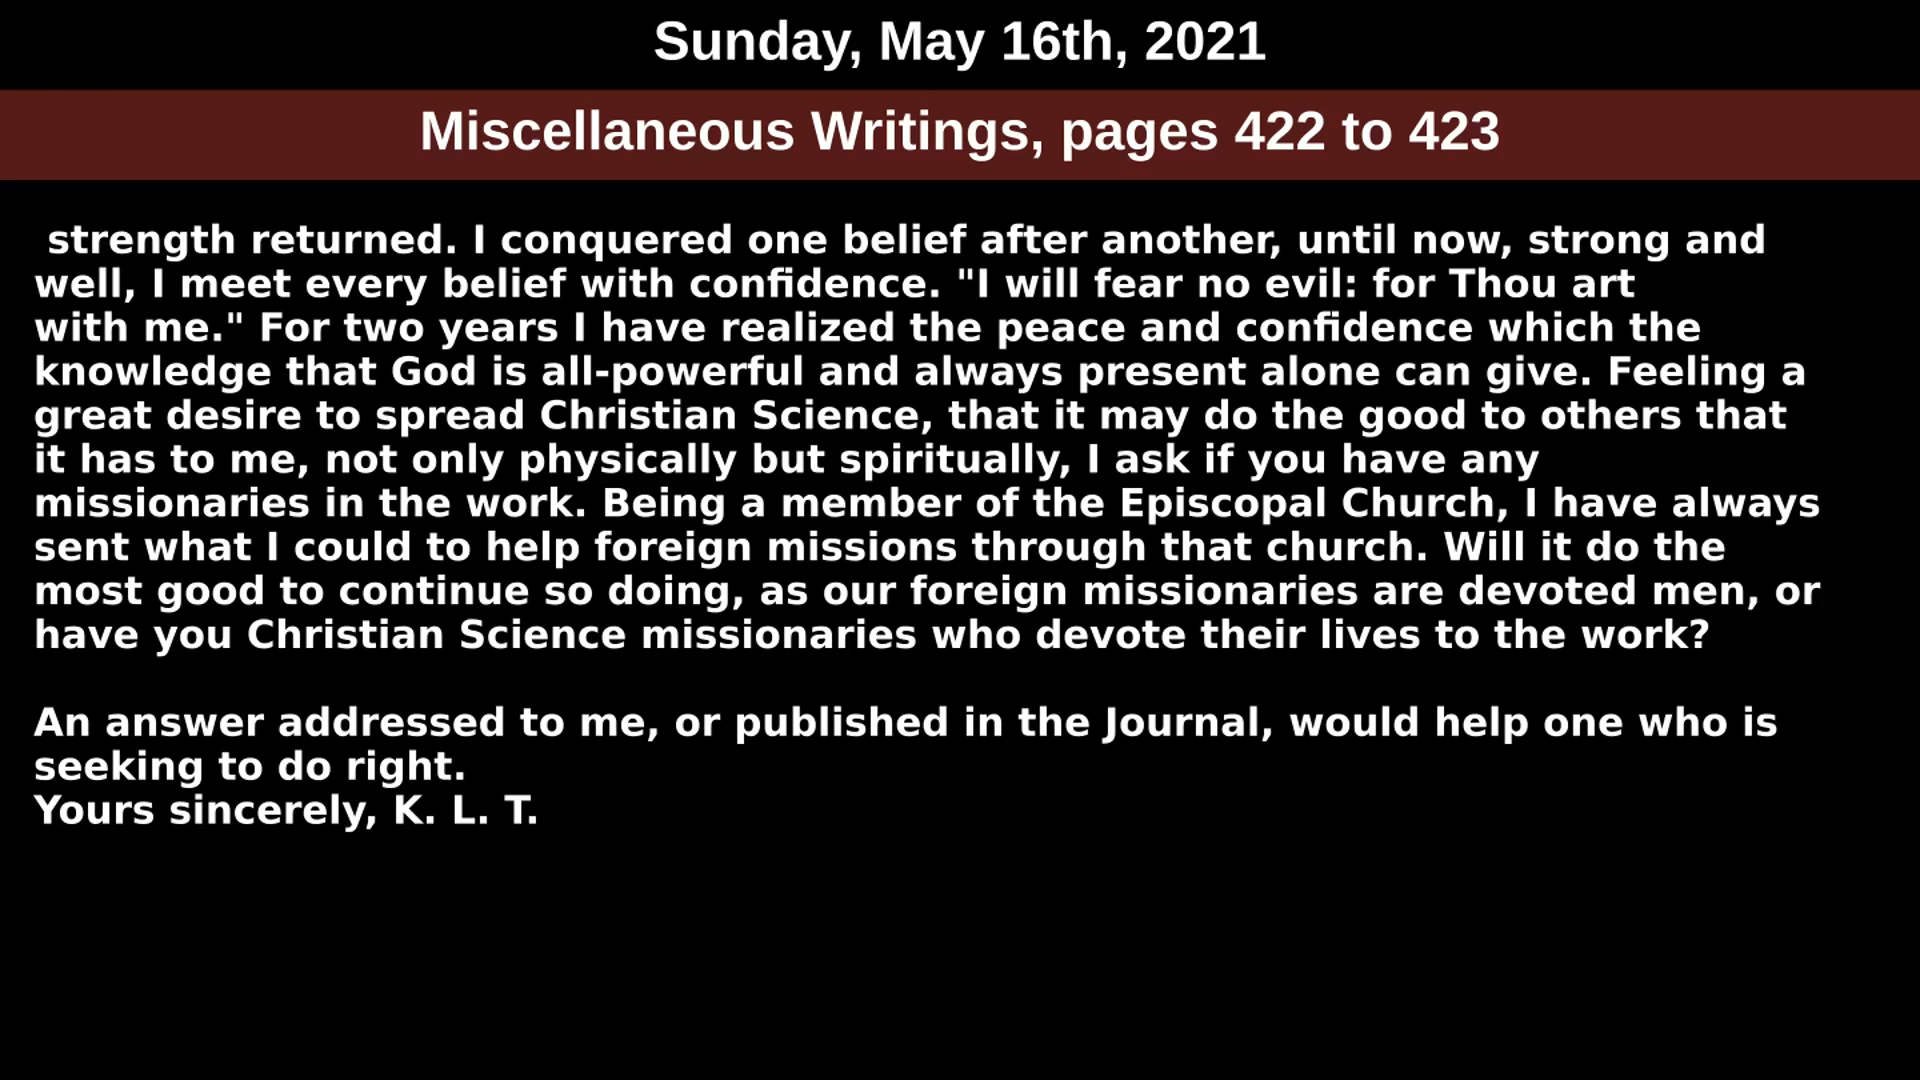 Sunday, May 16th, 2021
Miscellaneous Writings, pages 422 to 423
strength returned. I conquered one belief after another, until now, strong and
well, I meet every belief with confidence. "I will fear no evil: for Thou art
with me." For two years I have realized the peace and confidence which the
knowledge that God is all-powerful and always present alone can give. Feeling a
great desire to spread Christian Science, that it may do the good to others that
it has to me, not only physically but spiritually, I ask if you have any
missionaries in the work. Being a member of the Episcopal Church, I have always
sent what I could to help foreign missions through that church. Will it do the
most good to continue so doing, as our foreign missionaries are devoted men, or
have you Christian Science missionaries who devote their lives to the work?
An answer addressed to me, or published in the Journal, would help one who is
seeking to do right.
Yours sincerely, K. L. T.